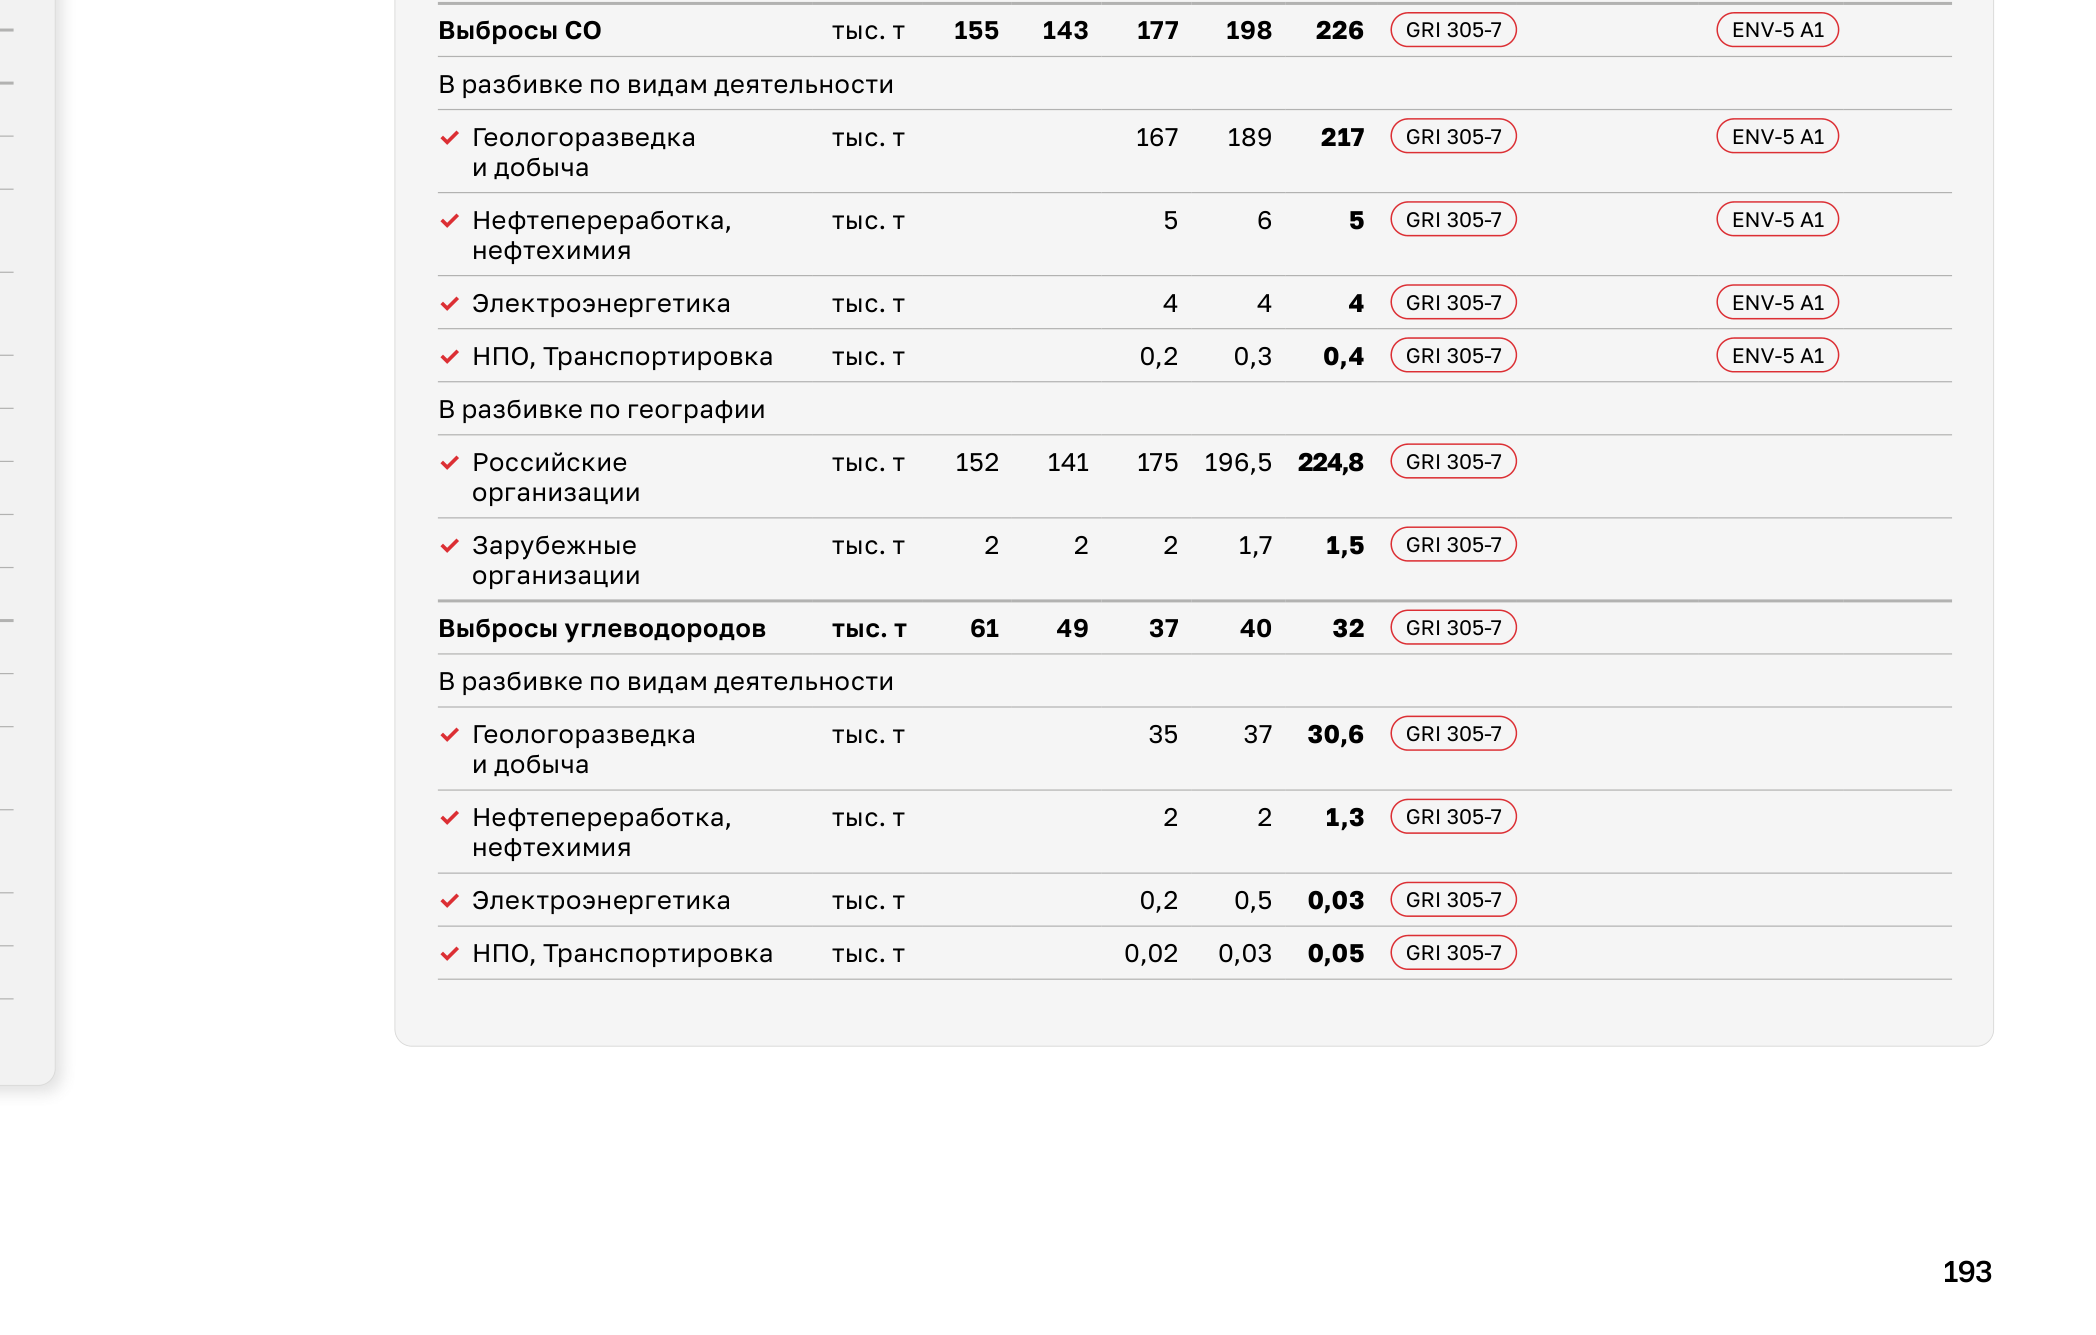 Выбросы CO тыс. т 155 143 177 198 226 GRI 305-7 ENV-5 A1
В разбивке по видам деятельности
Геологоразведка тыс. т 167 189 217 GRI 305-7 ENV-5 A1
и добыча
Нефтепереработка, тыс. т 5 6 5 GRI 305-7 ENV-5 A1
нефтехимия
Электроэнергетика тыс. т 4 4 4 GRI 305-7 ENV-5 A1
НПО, Транспортировка тыс. т 0,2 0,3 0,4 GRI 305-7 ENV-5 A1
В разбивке по географии
Российские тыс. т 152 141 175 196,5 224,8 GRI 305-7
организации
Зарубежные тыс. т 2 2 2 1,7 1,5 GRI 305-7
организации
Выбросы углеводородов тыс. т 61 49 37 40 32 GRI 305-7
В разбивке по видам деятельности
Геологоразведка тыс. т 35 37 30,6 GRI 305-7
и добыча
Нефтепереработка, тыс. т 2 2 1,3 GRI 305-7
нефтехимия
Электроэнергетика тыс. т 0,2 0,5 0,03 GRI 305-7
НПО, Транспортировка тыс. т 0,02 0,03 0,05 GRI 305-7
193